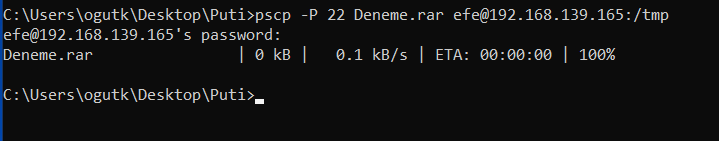 C:\Users\ogutk\Desktop\Puti>pscp -P 22 Deneme.rar efe@192.168.139.165:/tmp
efe@192.168.139.165's password:
Deneme.rar                | 0 kB |   0.1 kB/s | ETA: 00:00:00 | 100%
C:\Users\ogutk\Desktop\Puti>